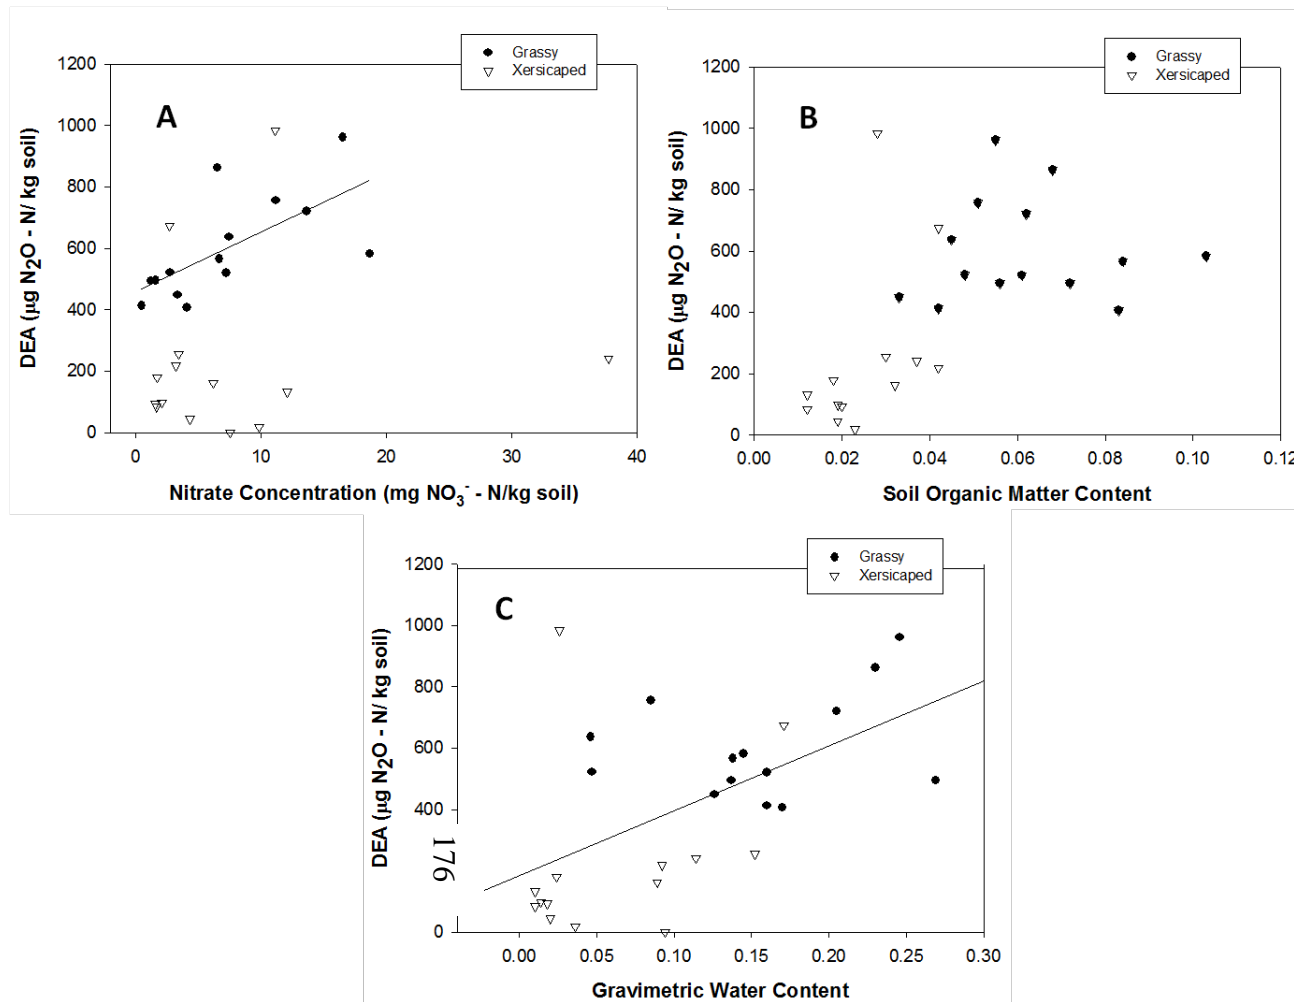 Grassy
Xersicaped
1200
1000
800
600
400
200
0
A
DEA (µg N₂O - N/ kg soil)
0
10
20
30
40
Nitrate Concentration (mg NO₃⁻ - N/kg soil)
Grassy
Xersicaped
1200
1000
800
600
400
200
0
B
DEA (µg N₂O - N/ kg soil)
0.00
0.02
0.04
0.06
0.08
0.10
0.12
Soil Organic Matter Content
Grassy
Xersicaped
1200
1000
800
600
400
0
C
DEA (µg N₂O - N/ kg soil)
176
0.00
0.05
0.10
0.15
0.20
0.25
0.30
Gravimetric Water Content